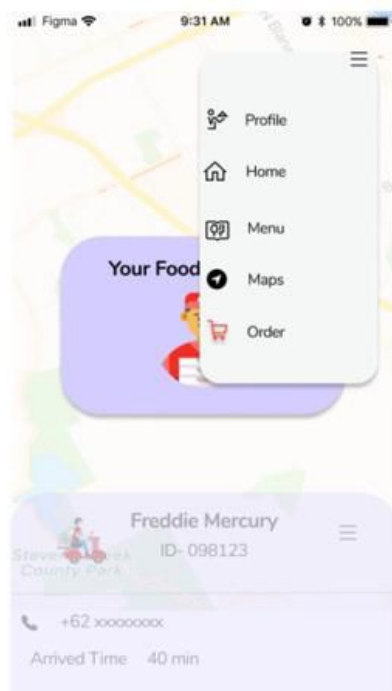 Figma
9:31 AM
100%
Profile
Home
Menu
Maps
Order
Your Food
Freddie Mercury
ID- 098123
County Park
+62 xxxxxxxx
Arrived Time 40 min